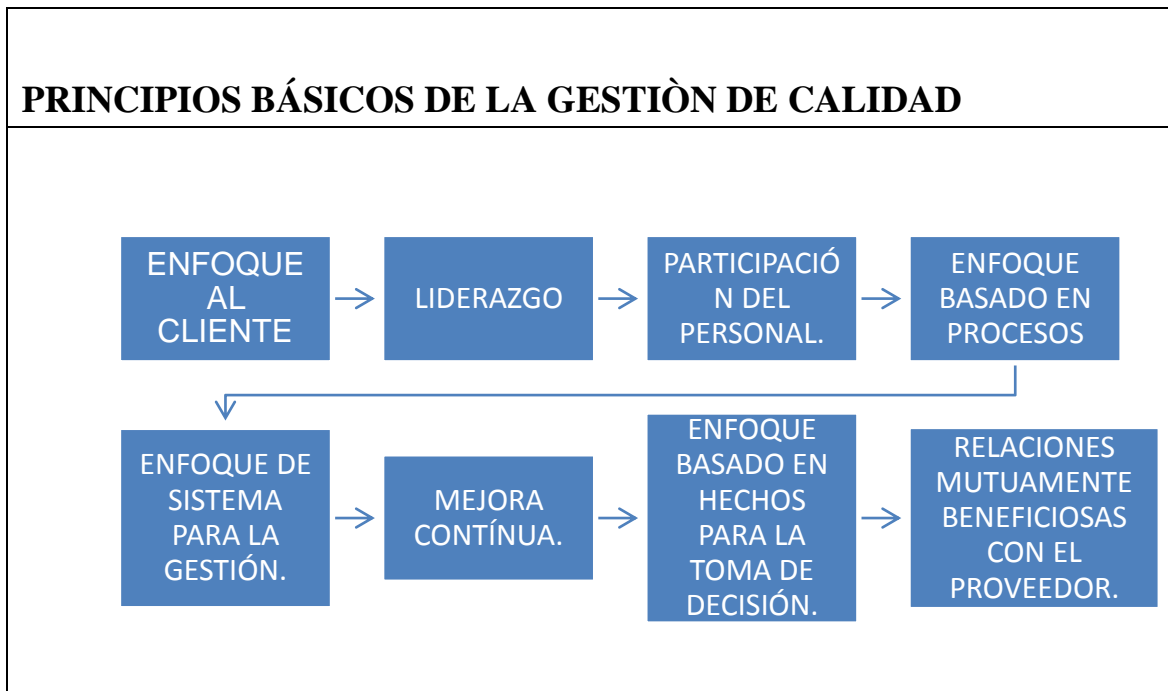 PRINCIPIOS BÁSICOS DE LA GESTIÒN DE CALIDAD
ENFOQUE
AL
CLIENTE
LIDERAZGO
PARTICIPACIÓ
N DEL
PERSONAL.
ENFOQUE
BASADO EN
PROCESOS
ENFOQUE DE
SISTEMA
PARA LA
GESTIÓN.
MEJORA
CONTÍNUA.
ENFOQUE
BASADO EN
HECHOS
PARA LA
TOMA DE
DECISIÓN.
RELACIONES
MUTUAMENTE
BENEFICIOSAS
CON EL
PROVEEDOR.